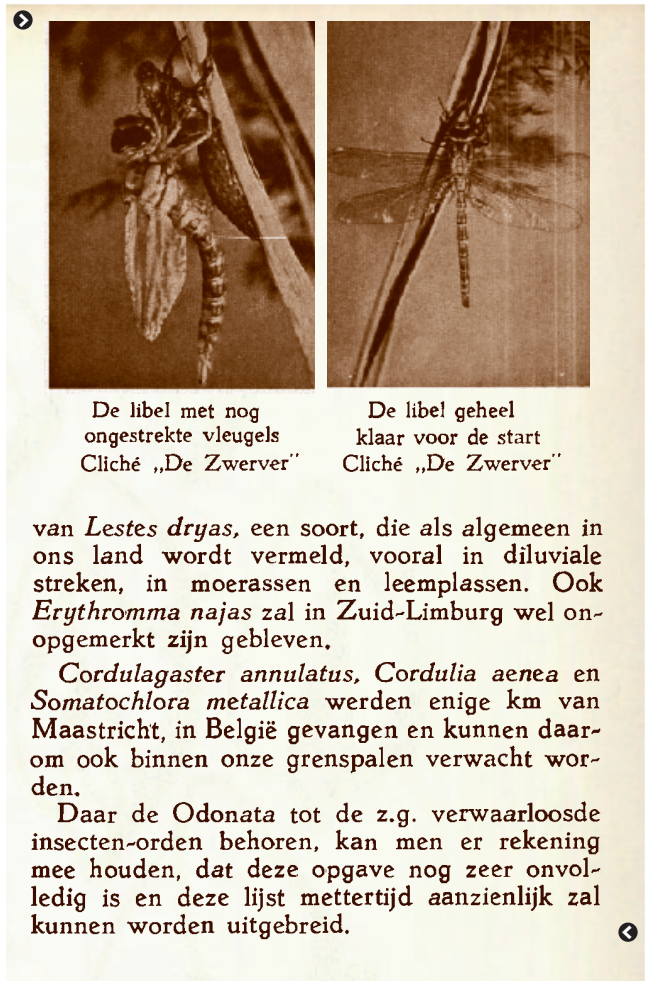 De libel met nog
ongestrekte vleugels
Cliché „De Zwerver"
De libel geheel
klaar voor de start
Cliché „De Zwerver"
van Lestes dryas, een soort, die als algemeen in
ons land wordt vermeld, vooral in diluviale
streken, in moerassen en leemplassen. Ook
Erythromma najas zal in Zuid-Limburg wel on-
opgemerkt zijn gebleven.
Cordulagaster annulatus, Cordulia aenea en
Somatochlora metallica werden enige km van
Maastricht, in België gevangen en kunnen daar-
om ook binnen onze grenspalen verwacht wor-
den.
Daar de Odonata tot de z.g. verwaarloosde
insecten-orden behoren, kan men er rekening
mee houden, dat deze opgave nog zeer onvol-
ledig is en deze lijst mettertijd aanzienlijk zal
kunnen worden uitgebreid.